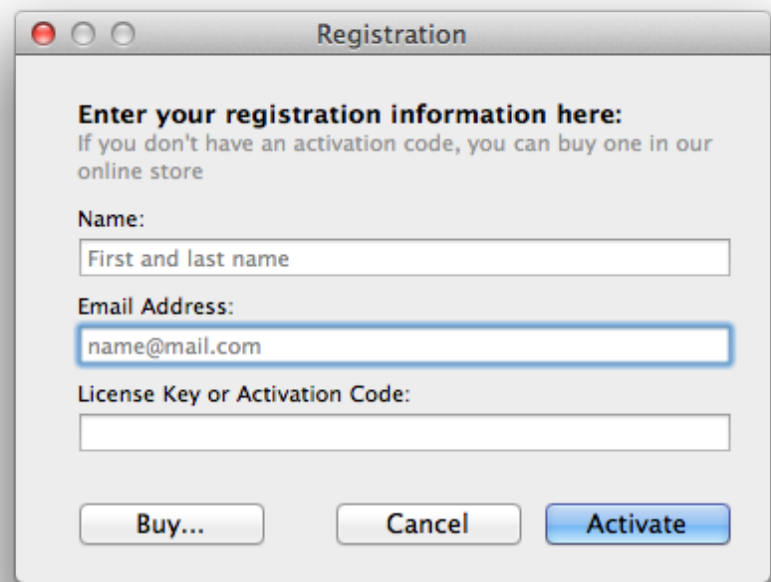 Registration
Enter your registration information here:
If you don't have an activation code, you can buy one in our
online store
Name:
First and last name
Email Address:
name@mail.com
License Key or Activation Code:
Buy... Cancel Activate